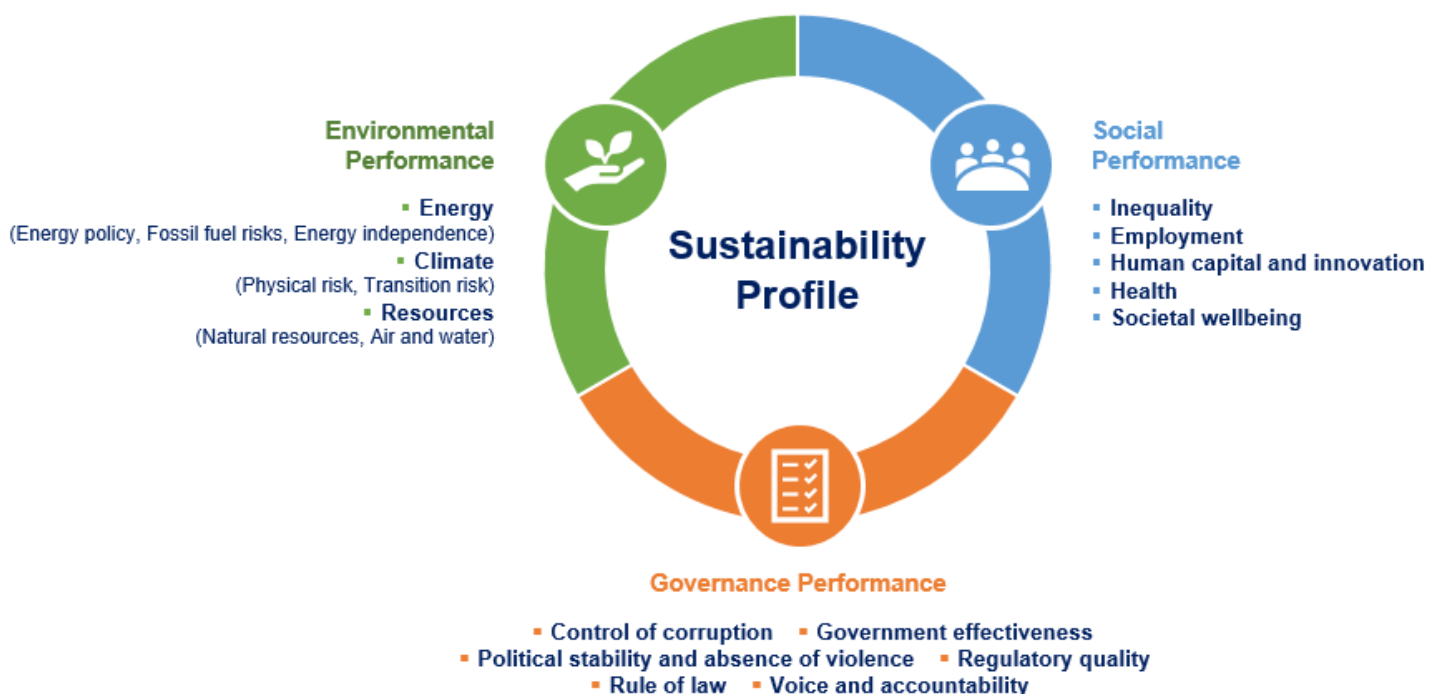 Environmental
Performance
▪ Energy
(Energy policy, Fossil fuel risks, Energy independence)
▪ Climate
(Physical risk, Transition risk)
▪ Resources
(Natural resources, Air and water)
Sustainability
Profile
Social
Performance
▪ Inequality
▪ Employment
▪ Human capital and innovation
▪ Health
▪ Societal wellbeing
Governance Performance
▪ Control of corruption ▪ Government effectiveness
▪ Political stability and absence of violence ▪ Regulatory quality
▪ Rule of law ▪ Voice and accountability